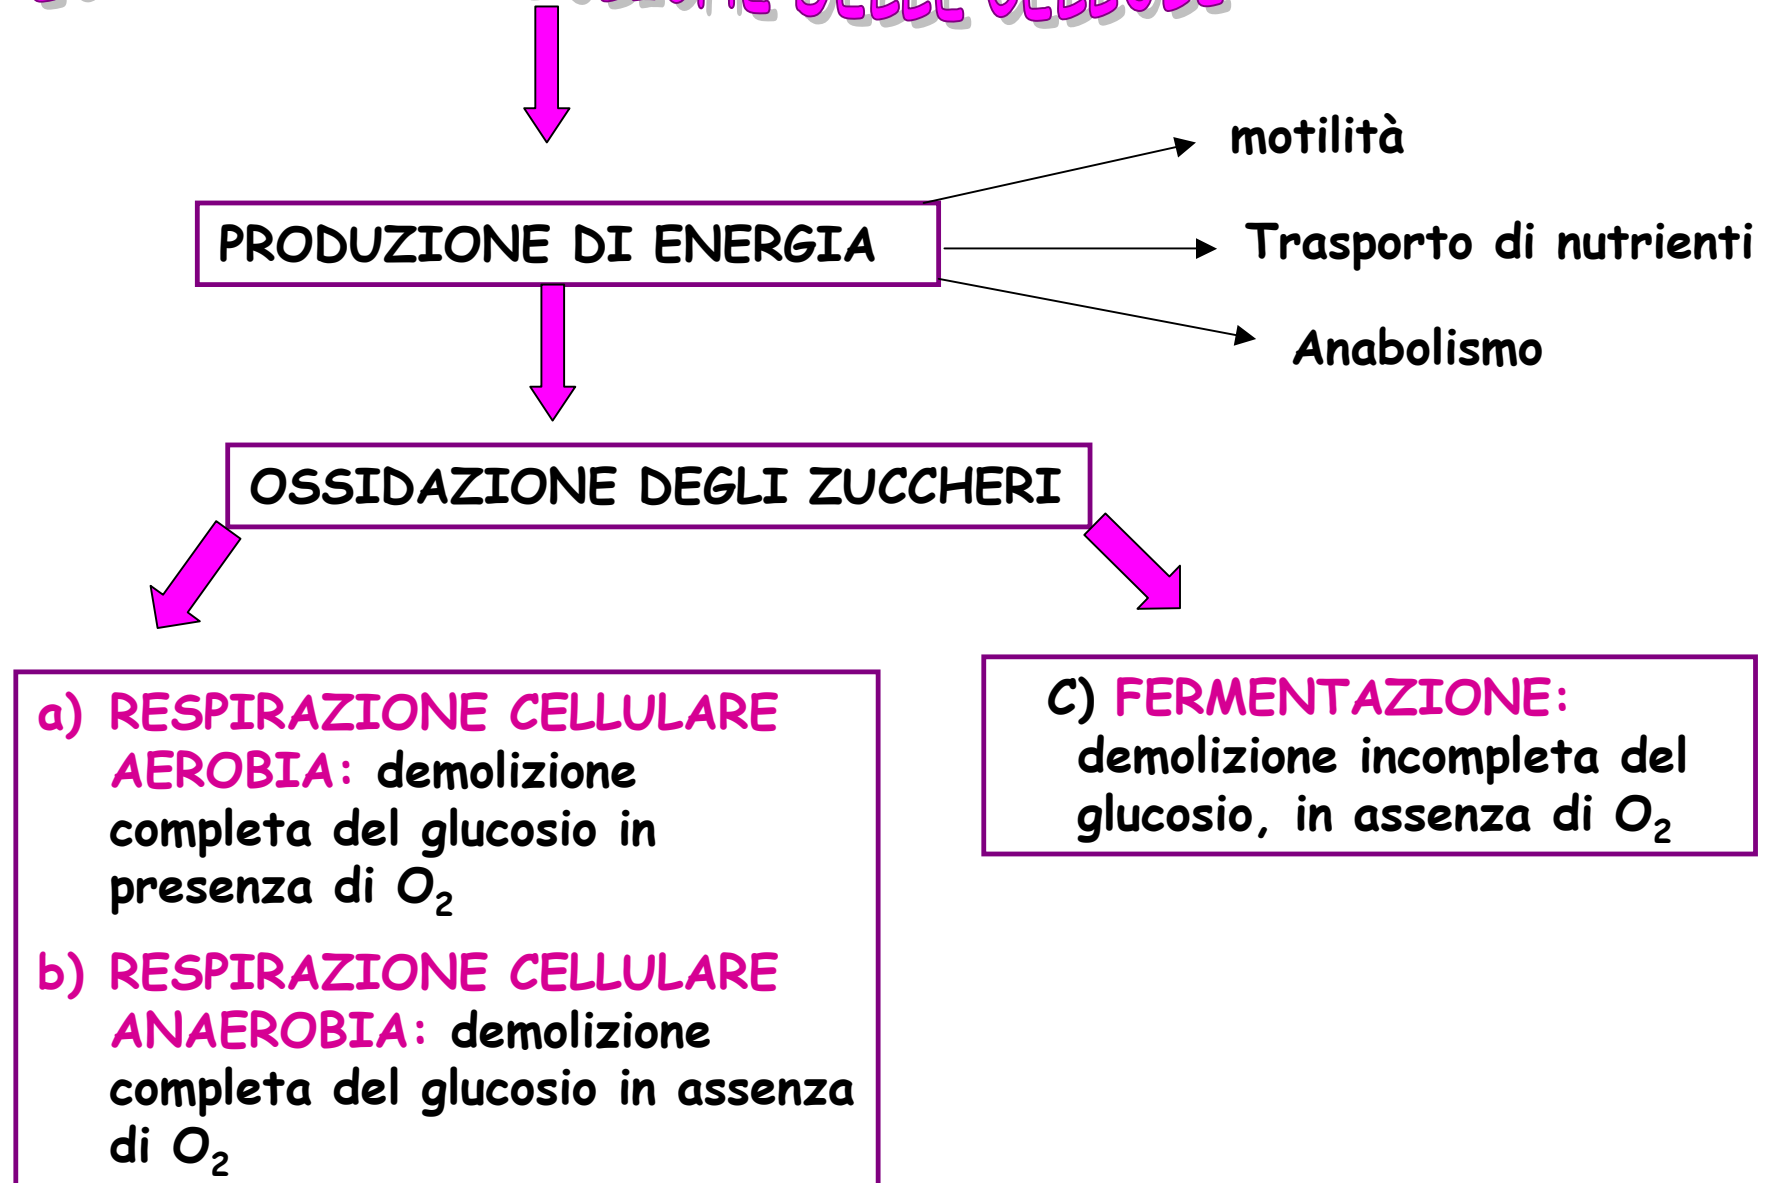 DELLE
motilità
PRODUZIONE DI ENERGIA
Trasporto di nutrienti
Anabolismo
OSSIDAZIONE DEGLI ZUCCHERI
a) RESPIRAZIONE CELLULARE
AEROBIA: demolizione
completa del glucosio in
presenza di O₂
b) RESPIRAZIONE CELLULARE
ANAEROBIA: demolizione
completa del glucosio in assenza
di O₂
C) FERMENTAZIONE:
demolizione incompleta del
glucosio, in assenza di O₂